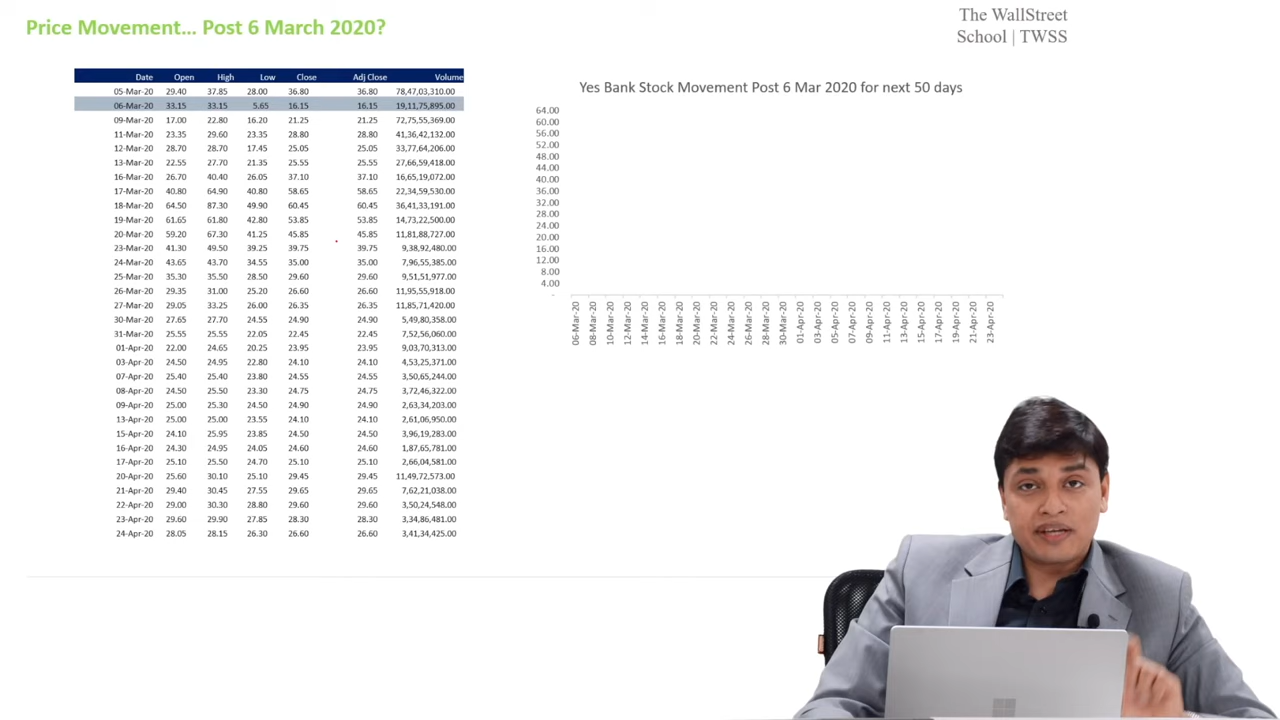 Price Movement... Post 6 March 2020?
The WallStreet
School | TWSS
Date Open High Low Close Adj Close Volume
05-Mar-20 29.40 37.85 28.00 36.80 36.80 78,47,03,310.00
06-Mar-20 33.15 33.15 5.65 16.15 16.15 19,11,75,895.00
09-Mar-20 17.00 22.80 16.20 21.25 21.25 72,75,55,369.00
11-Mar-20 23.35 29.60 23.35 28.80 28.80 41,36,42,132.00
12-Mar-20 28.70 28.70 17.45 25.05 25.05 33,77,64,206.00
13-Mar-20 22.55 27.70 21.35 25.55 25.55 27,66,59,418.00
16-Mar-20 26.70 40.40 26.05 37.10 37.10 16,65,19,072.00
17-Mar-20 40.80 64.90 40.80 58.65 58.65 22,34,59,530.00
18-Mar-20 64.50 87.30 49.90 60.45 60.45 36,41,33,191.00
19-Mar-20 61.65 61.80 42.80 53.85 53.85 14,73,22,500.00
20-Mar-20 59.20 67.30 41.25 45.85 45.85 11,81,88,727.00
23-Mar-20 41.30 49.50 39.25 39.75 39.75 9,38,92,480.00
24-Mar-20 43.65 43.70 34.55 35.00 35.00 7,96,55,385.00
25-Mar-20 35.30 35.50 28.50 29.60 29.60 9,51,51,977.00
26-Mar-20 29.35 31.00 25.20 26.60 26.60 11,95,55,918.00
27-Mar-20 29.05 33.25 26.00 26.35 26.35 11,85,71,420.00
30-Mar-20 27.65 27.70 24.55 24.90 24.90 5,49,80,358.00
31-Mar-20 25.55 25.55 22.05 22.45 22.45 7,52,56,060.00
01-Apr-20 22.00 24.65 20.25 23.95 23.95 9,03,70,313.00
03-Apr-20 24.50 24.95 22.80 24.10 24.10 4,53,25,371.00
07-Apr-20 25.40 25.40 23.80 24.55 24.55 3,50,65,244.00
08-Apr-20 24.50 25.50 23.30 24.75 24.75 3,72,46,322.00
09-Apr-20 25.00 25.30 24.50 24.90 24.90 2,63,34,203.00
13-Apr-20 25.00 25.00 23.55 24.10 24.10 2,61,06,950.00
15-Apr-20 24.10 25.95 23.85 24.50 24.50 3,96,19,283.00
16-Apr-20 24.30 24.95 24.05 24.60 24.60 1,87,65,781.00
17-Apr-20 25.10 25.50 24.70 25.10 25.10 2,66,04,581.00
20-Apr-20 25.60 30.10 25.10 29.45 29.45 11,49,72,573.00
21-Apr-20 29.40 30.45 27.55 29.65 29.65 7,62,21,038.00
22-Apr-20 29.00 30.30 28.80 29.60 29.60 3,50,24,548.00
23-Apr-20 29.60 29.90 27.85 28.30 28.30 3,34,86,481.00
24-Apr-20 28.05 28.15 26.30 26.60 26.60 3,41,34,425.00
Yes Bank Stock Movement Post 6 Mar 2020 for next 50 days
64.00
60.00
56.00
52.00
48.00
44.00
40.00
36.00
32.00
28.00
24.00
20.00
16.00
12.00
8.00
4.00
-
06-Mar-20
08-Mar-20
10-Mar-20
12-Mar-20
14-Mar-20
16-Mar-20
18-Mar-20
20-Mar-20
22-Mar-20
24-Mar-20
26-Mar-20
28-Mar-20
30-Mar-20
01-Apr-20
03-Apr-20
05-Apr-20
07-Apr-20
09-Apr-20
11-Apr-20
13-Apr-20
15-Apr-20
17-Apr-20
19-Apr-20
21-Apr-20
23-Apr-20